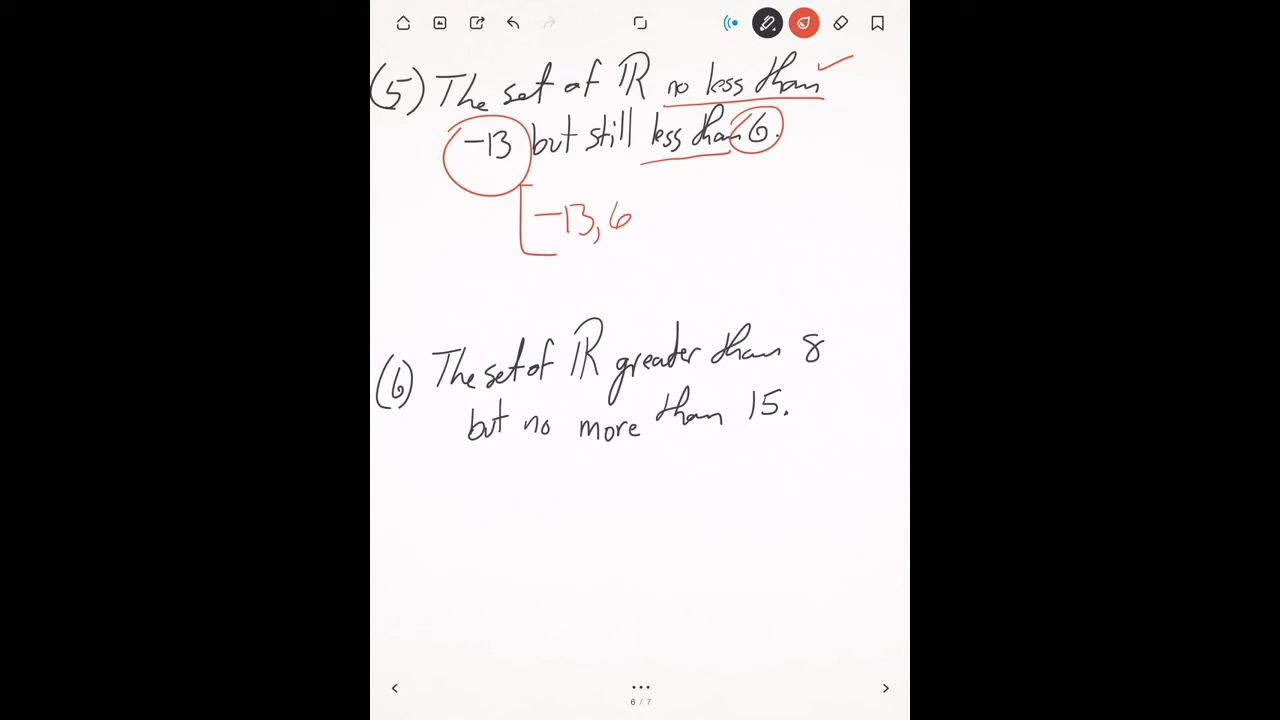 (5) The set of ℝ no less than
-13 but still less than 6.
[-13, 6
(6) The set of ℝ greater than 8
but no more than 15.
6 / 7